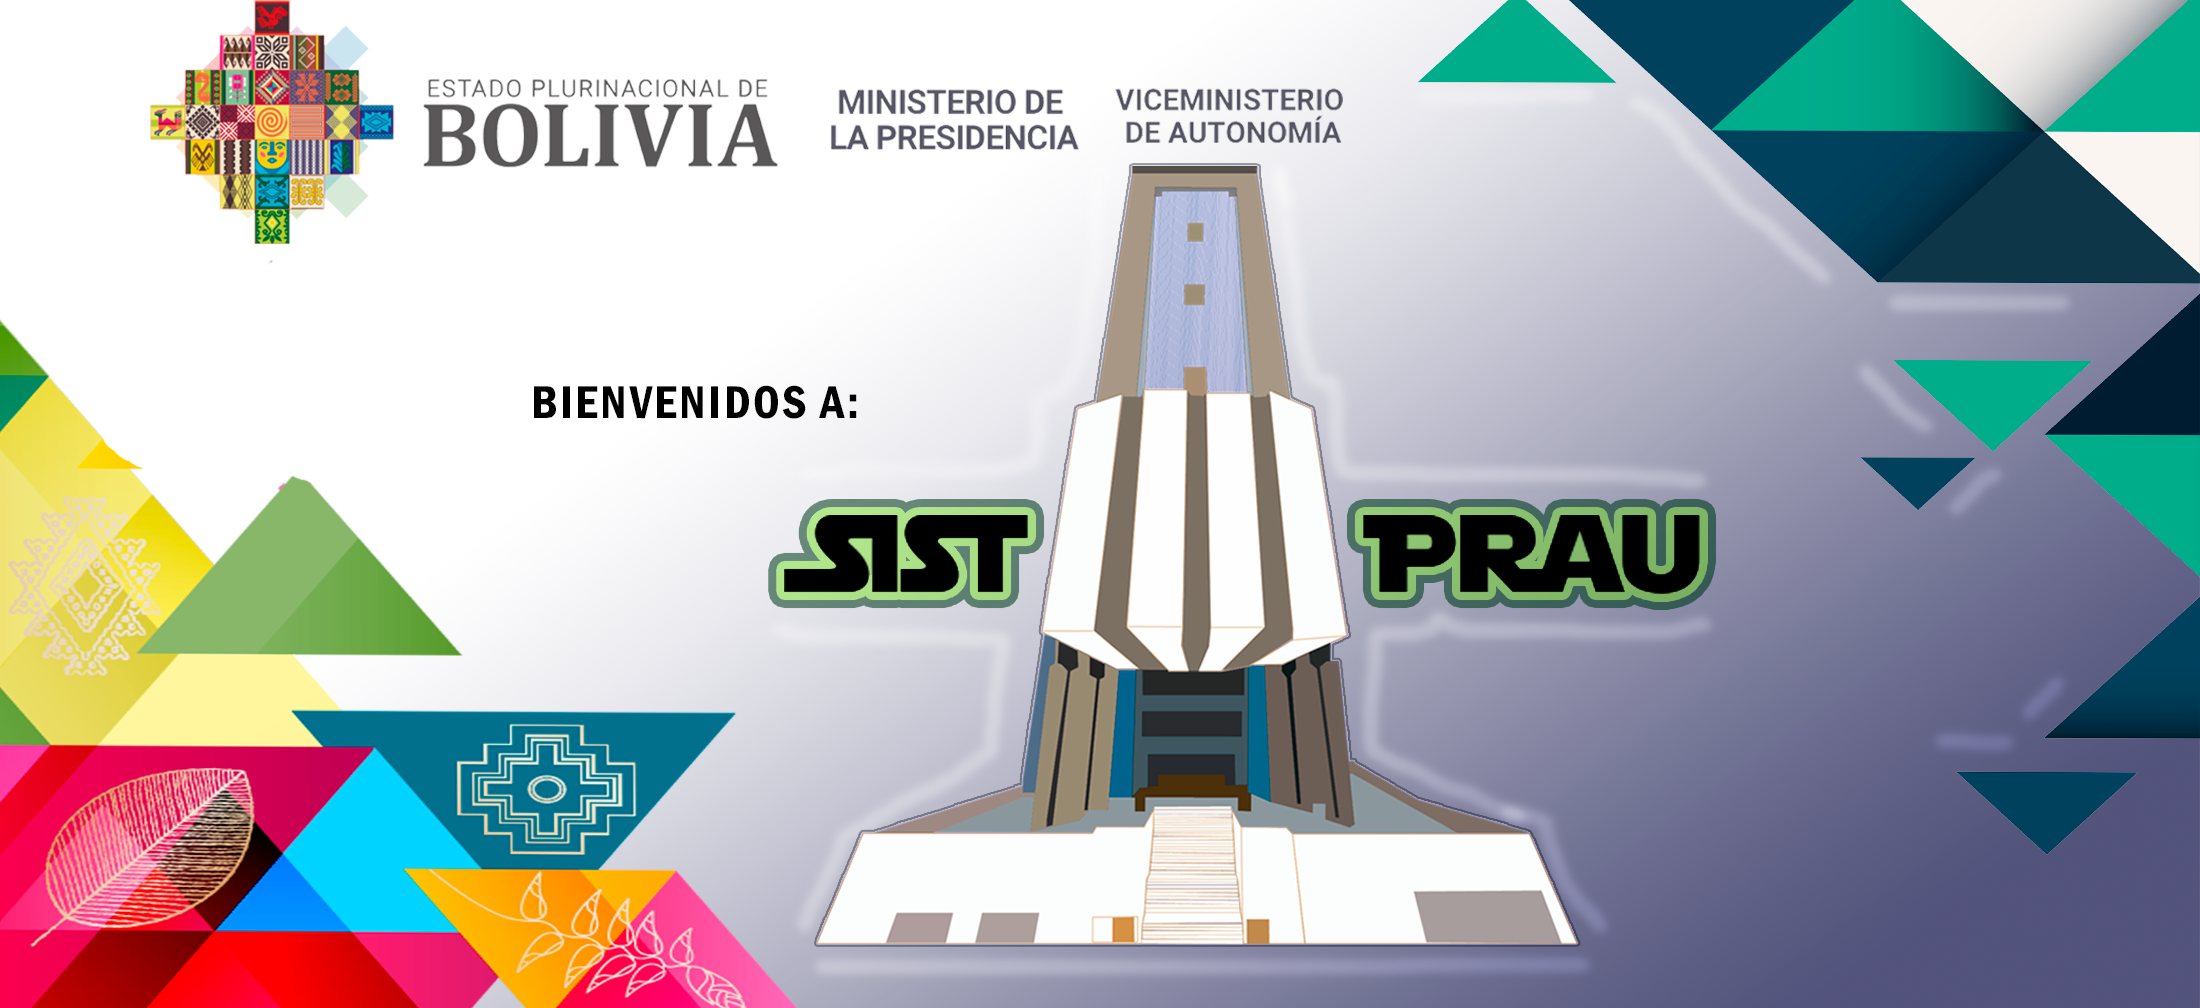 ESTADO PLURINACIONAL DE
BOLIVIA
MINISTERIO DE
LA PRESIDENCIA
VICEMINISTERIO
DE AUTONOMÍA
BIENVENIDOS A:
SIST PRAU